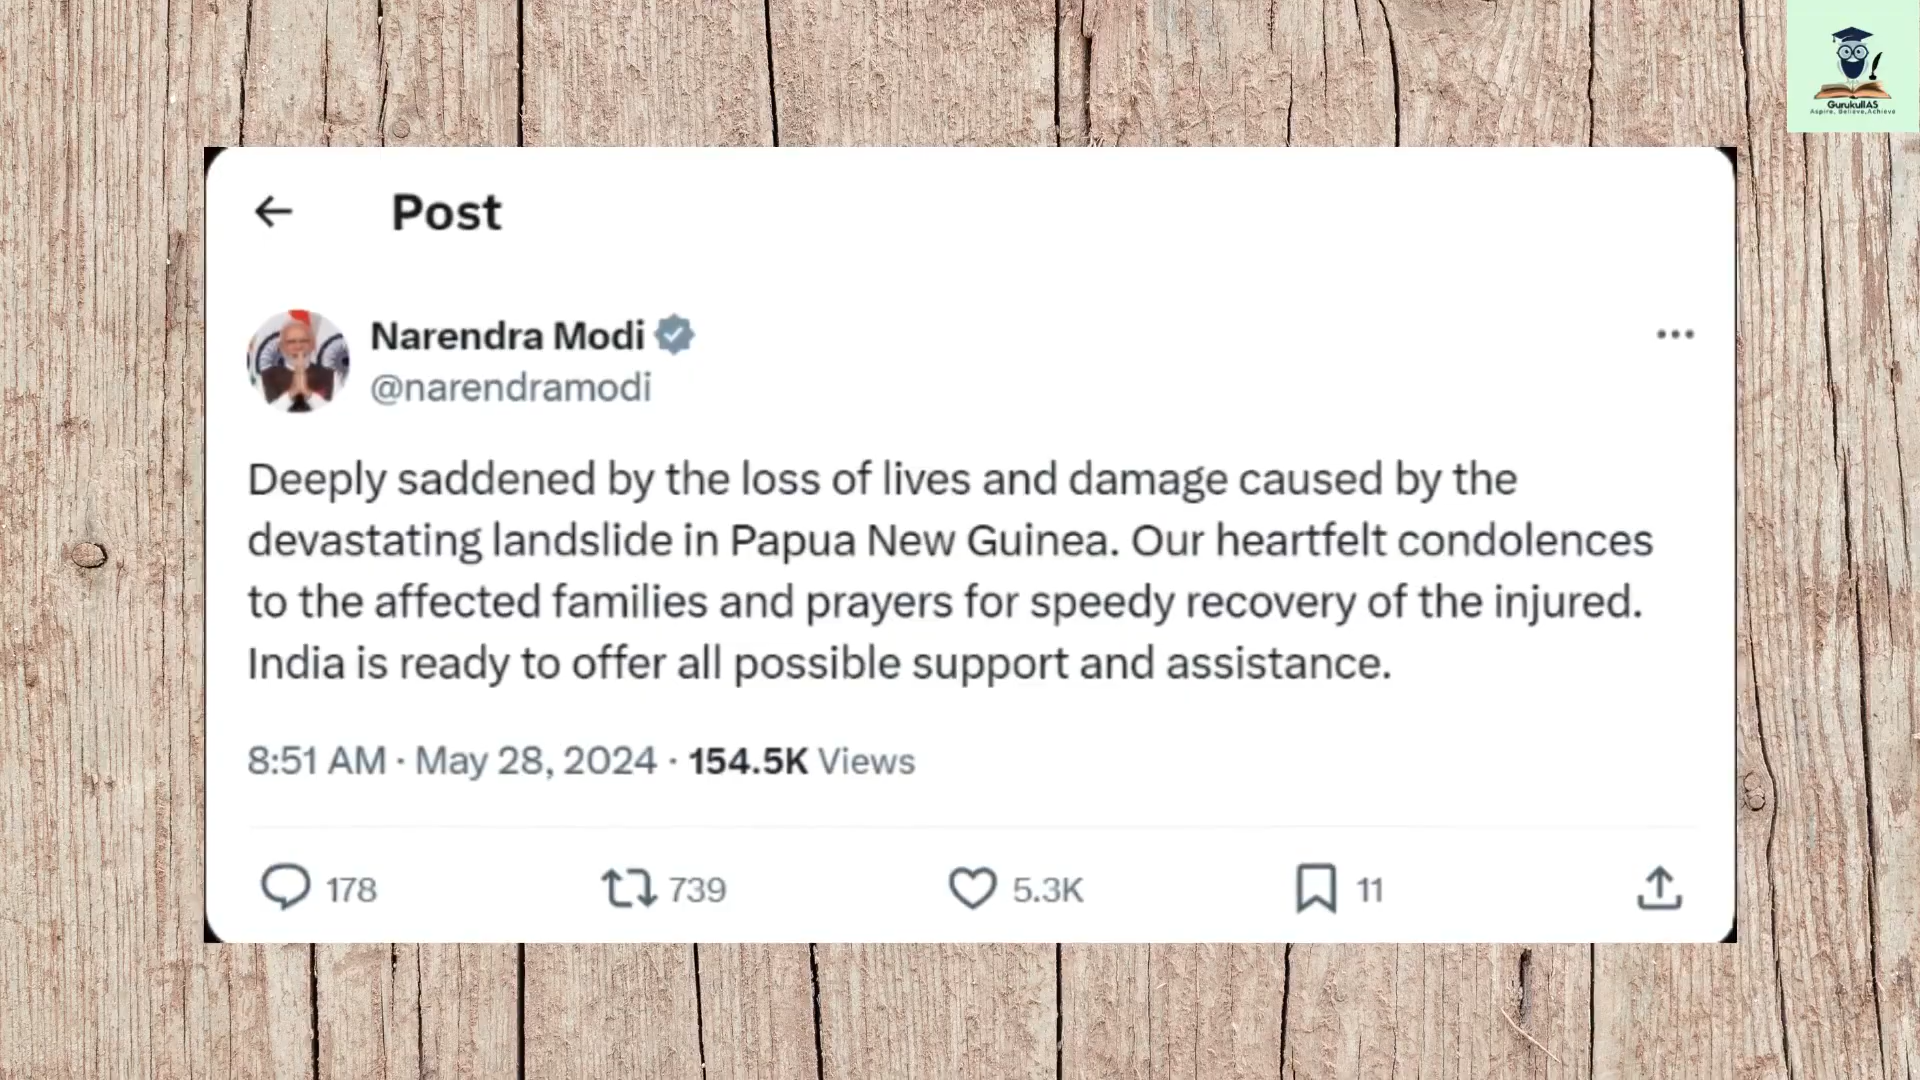 GurukulIAS
Aspire, Believe, Achieve
Post
Narendra Modi
@narendramodi
Deeply saddened by the loss of lives and damage caused by the
devastating landslide in Papua New Guinea. Our heartfelt condolences
to the affected families and prayers for speedy recovery of the injured.
India is ready to offer all possible support and assistance.
8:51 AM · May 28, 2024 · 154.5K Views
178 739 5.3K 11